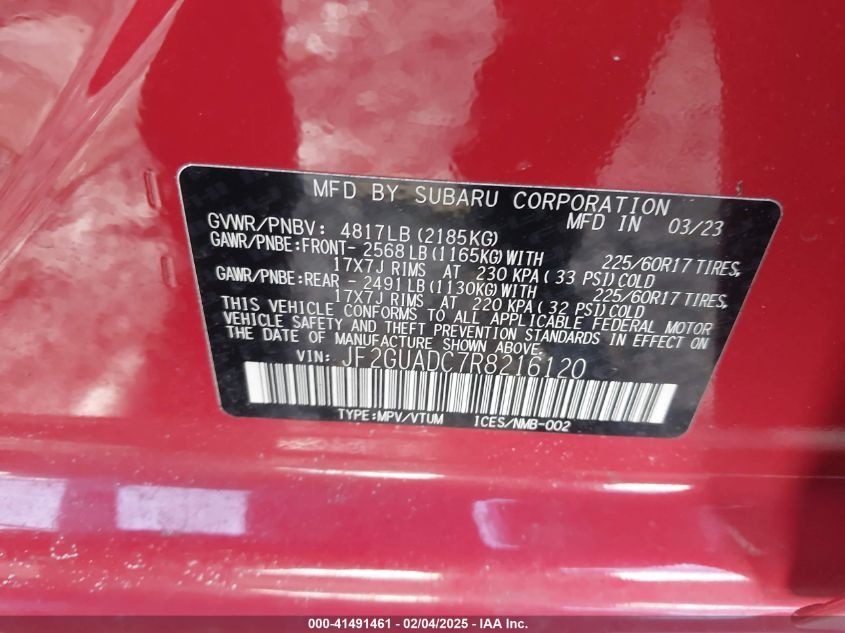 MFD BY SUBARU CORPORATION
MFD IN 03/23
GVWR/PNBV: 4817LB (2185KG)
GAWR/PNBE: FRONT- 2568 LB (1165KG) WITH 225/60R17 TIRES,
17X7J RIMS AT 230 KPA ( 33 PSI) COLD
GAWR/PNBE: REAR - 2491 LB (1130KG) WITH 225/60R17 TIRES,
17X7J RIMS AT 220 KPA ( 32 PSI) COLD
THIS VEHICLE CONFORMS TO ALL APPLICABLE FEDERAL MOTOR
VEHICLE SAFETY AND THEFT PREVENTION STANDARDS IN EFFECT ON
THE DATE OF MANUFACTURE SHOWN ABOVE.
VIN: JF2GUADC7R8216120
TYPE:MPV/VTUM ICES/NMB-002
000-41491461 - 02/04/2025 - IAA Inc.